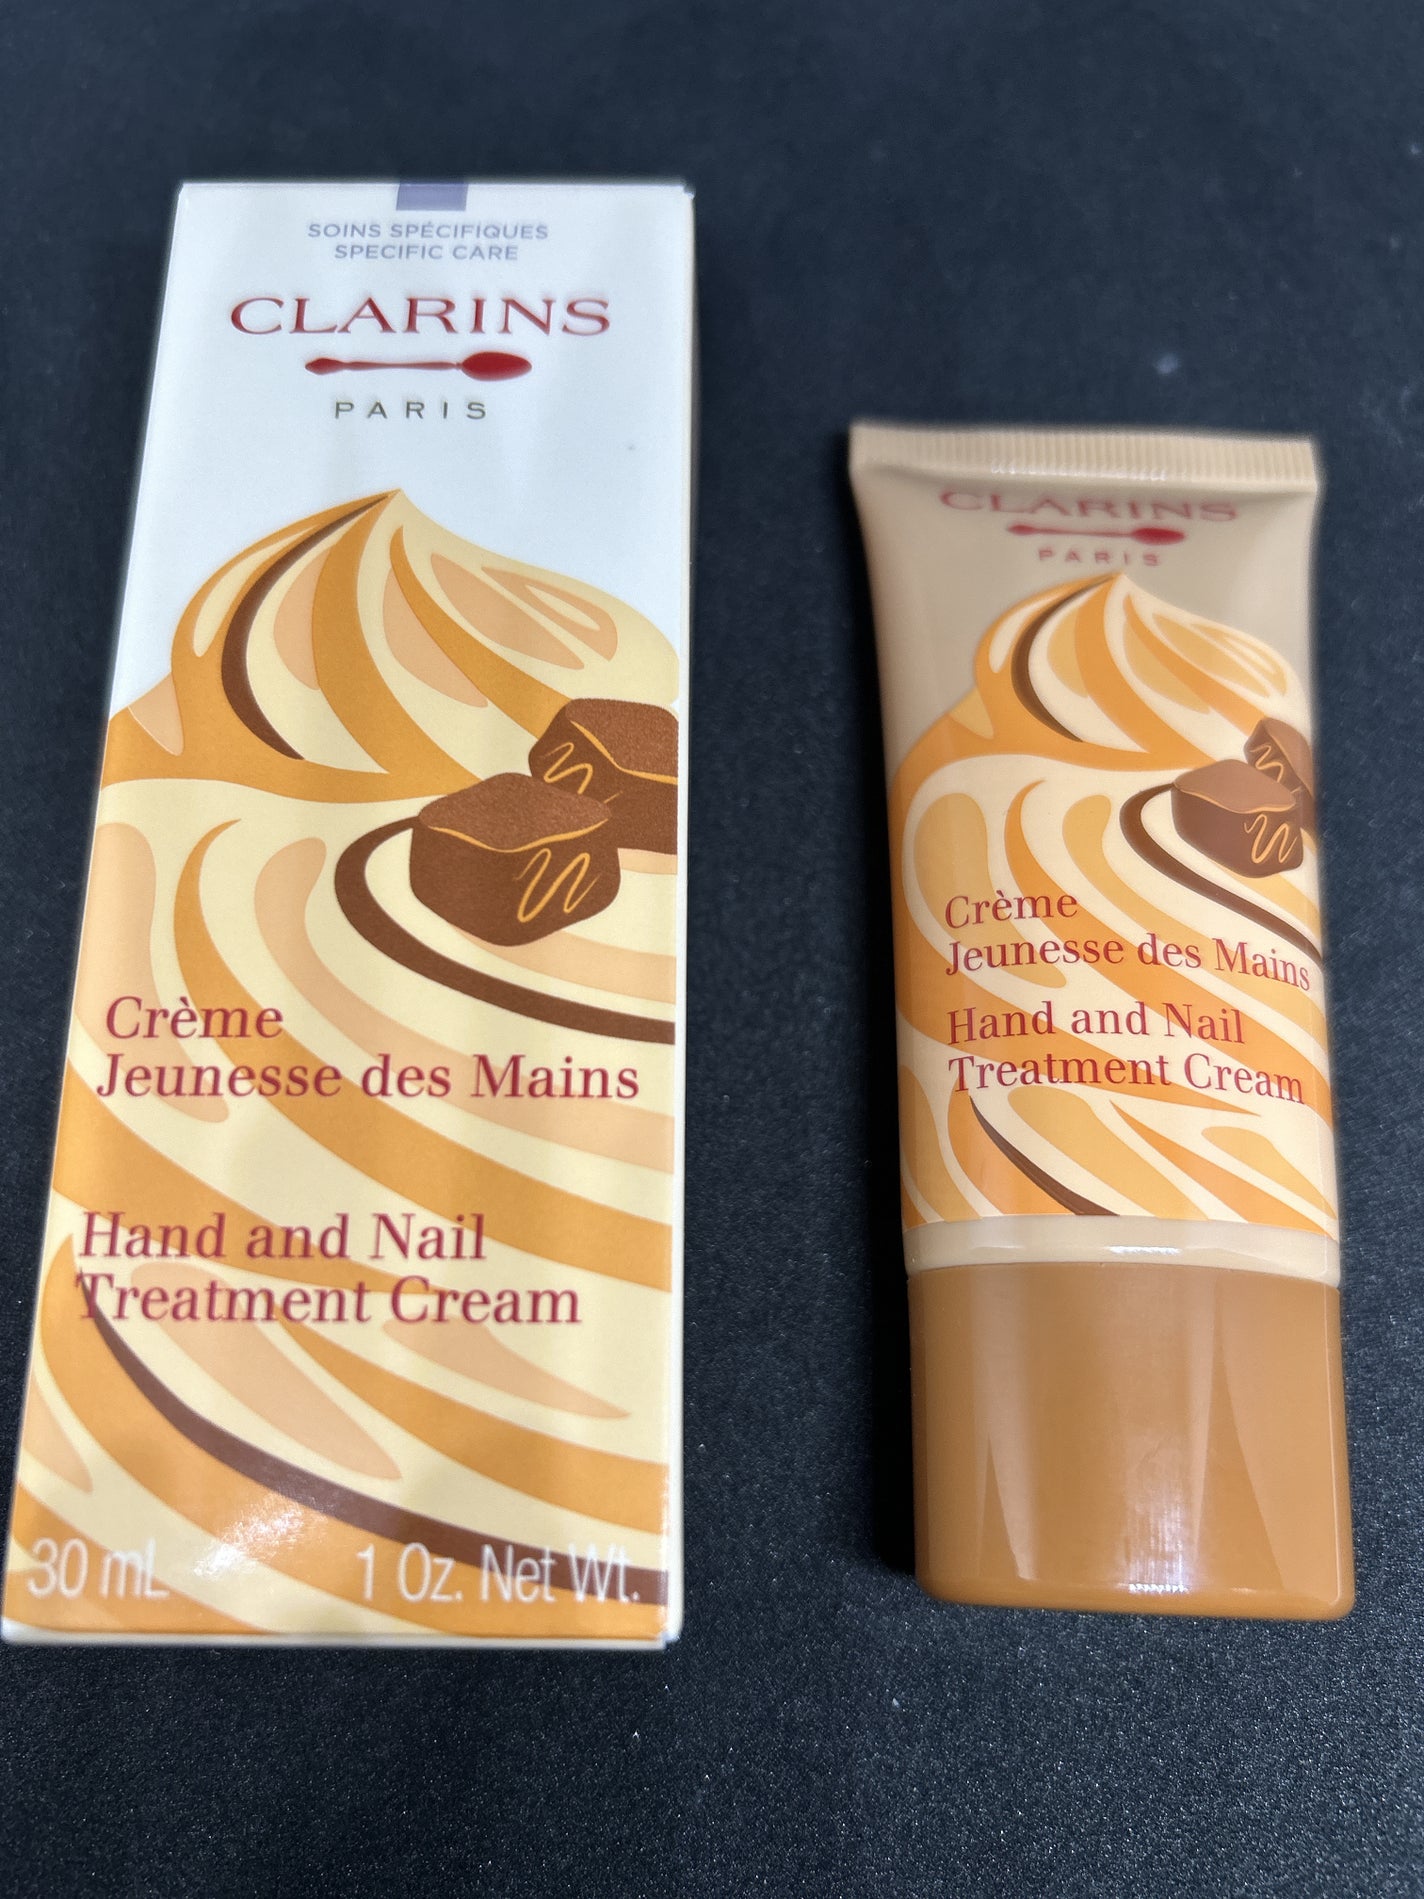 SOINS SPÉCIFIQUES
SPECIFIC CARE
CLARINS
PARIS
Crème
Jeunesse des Mains
Hand and Nail
Treatment Cream
30 mL 1 Oz. Net Wt.
CLARINS
PARIS
Crème
Jeunesse des Mains
Hand and Nail
Treatment Cream